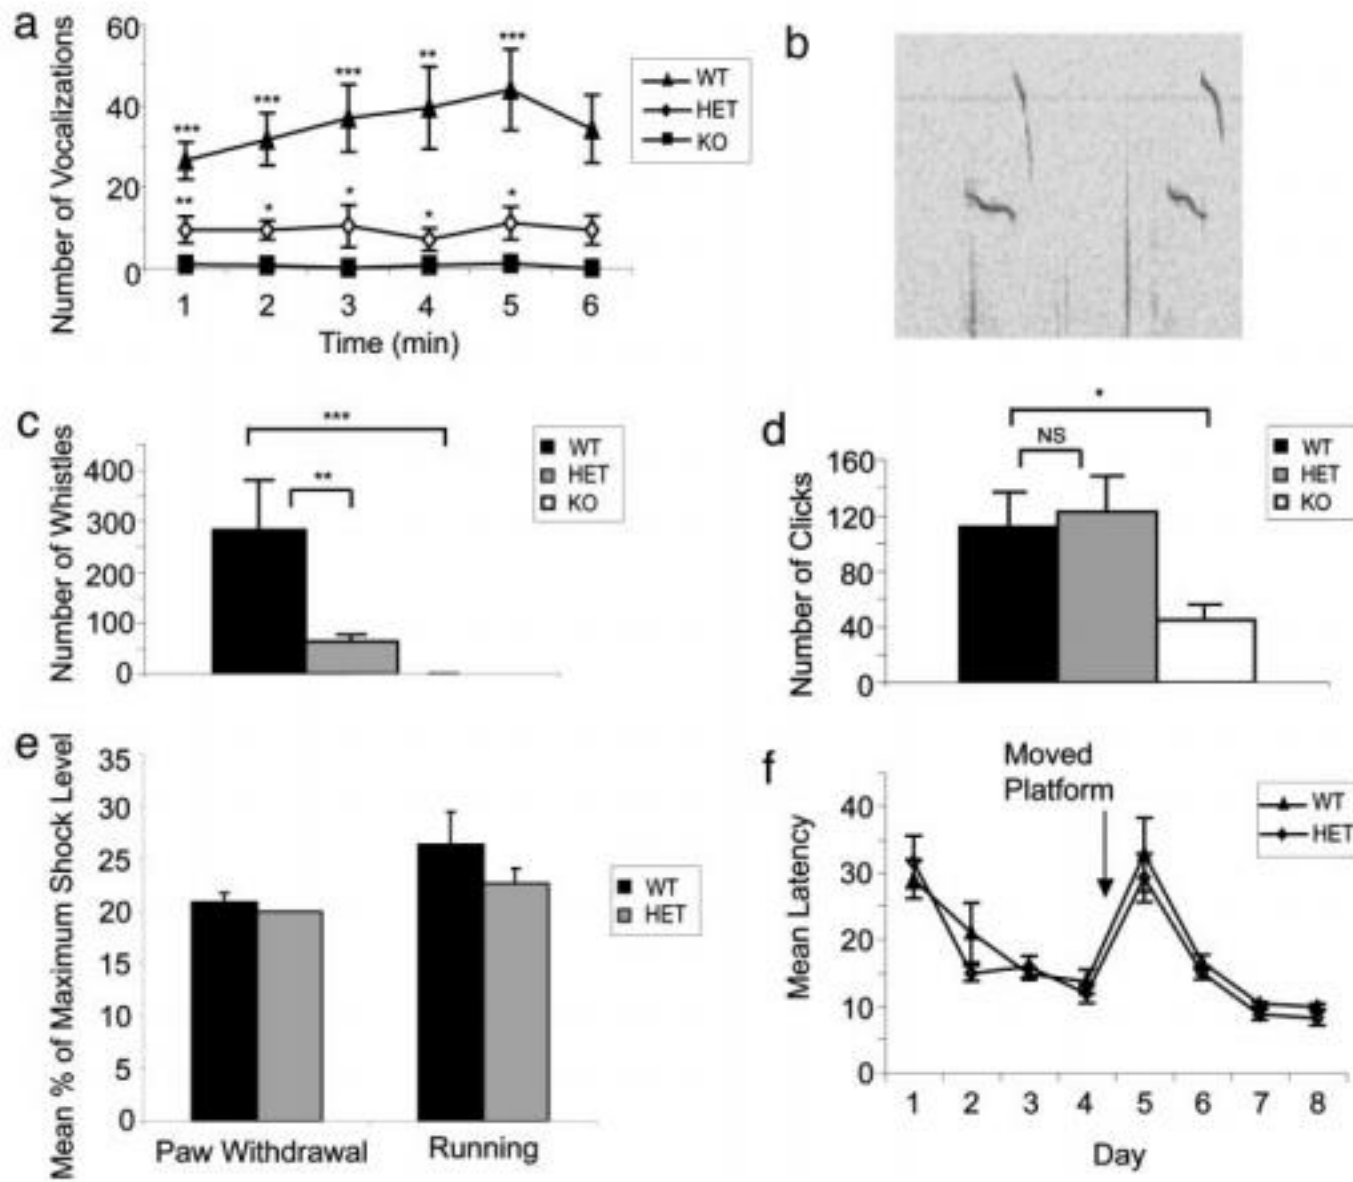 a
Number of Vocalizations
60
40
20
0
***
***
***
**
***
**
*
*
*
*
1 2 3 4 5 6
Time (min)
WT
HET
KO
b
c
Number of Whistles
400
300
200
100
0
***
**
WT
HET
KO
d
Number of Clicks
160
120
80
40
0
*
NS
WT
HET
KO
e
Mean % of Maximum Shock Level
35
30
25
20
15
10
5
0
Paw Withdrawal Running
WT
HET
f
Mean Latency
40
30
20
10
0
Moved
Platform
WT
HET
1 2 3 4 5 6 7 8
Day